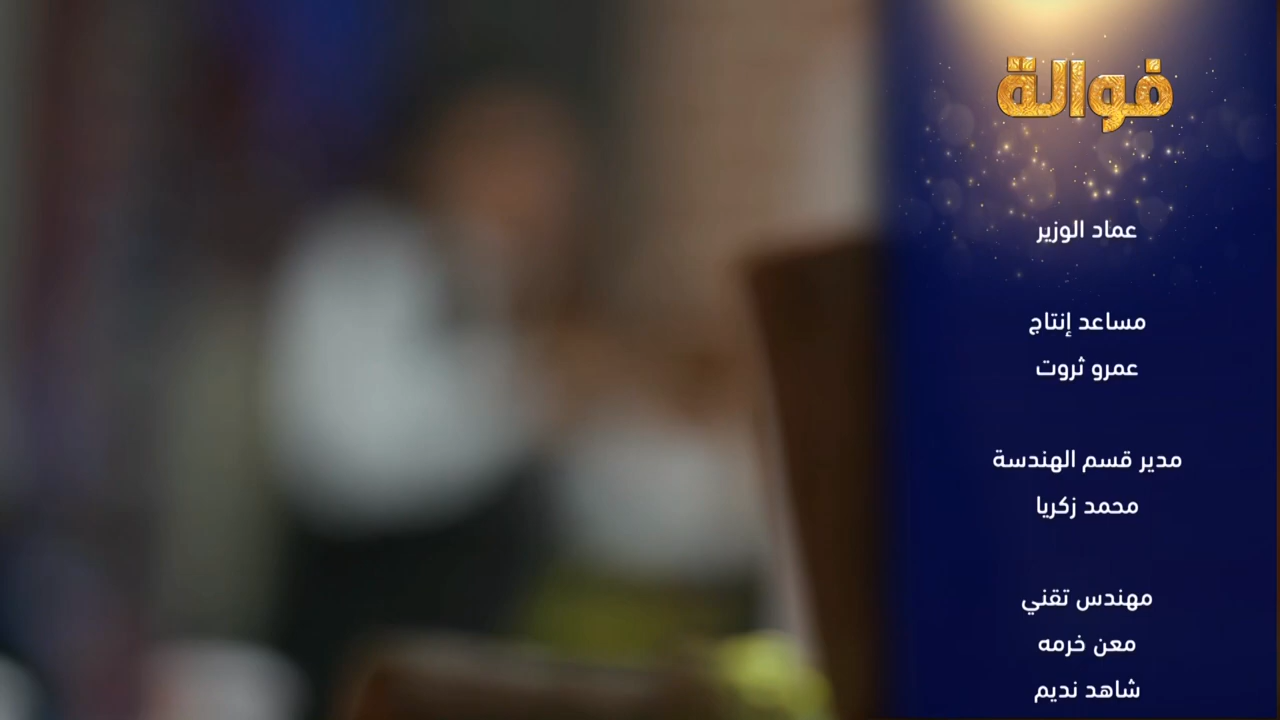 فوالة
عماد الوزير
مساعد إنتاج
عمرو ثروت
مدير قسم الهندسة
محمد زكريا
مهندس تقني
معن خرمه
شاهد نديم